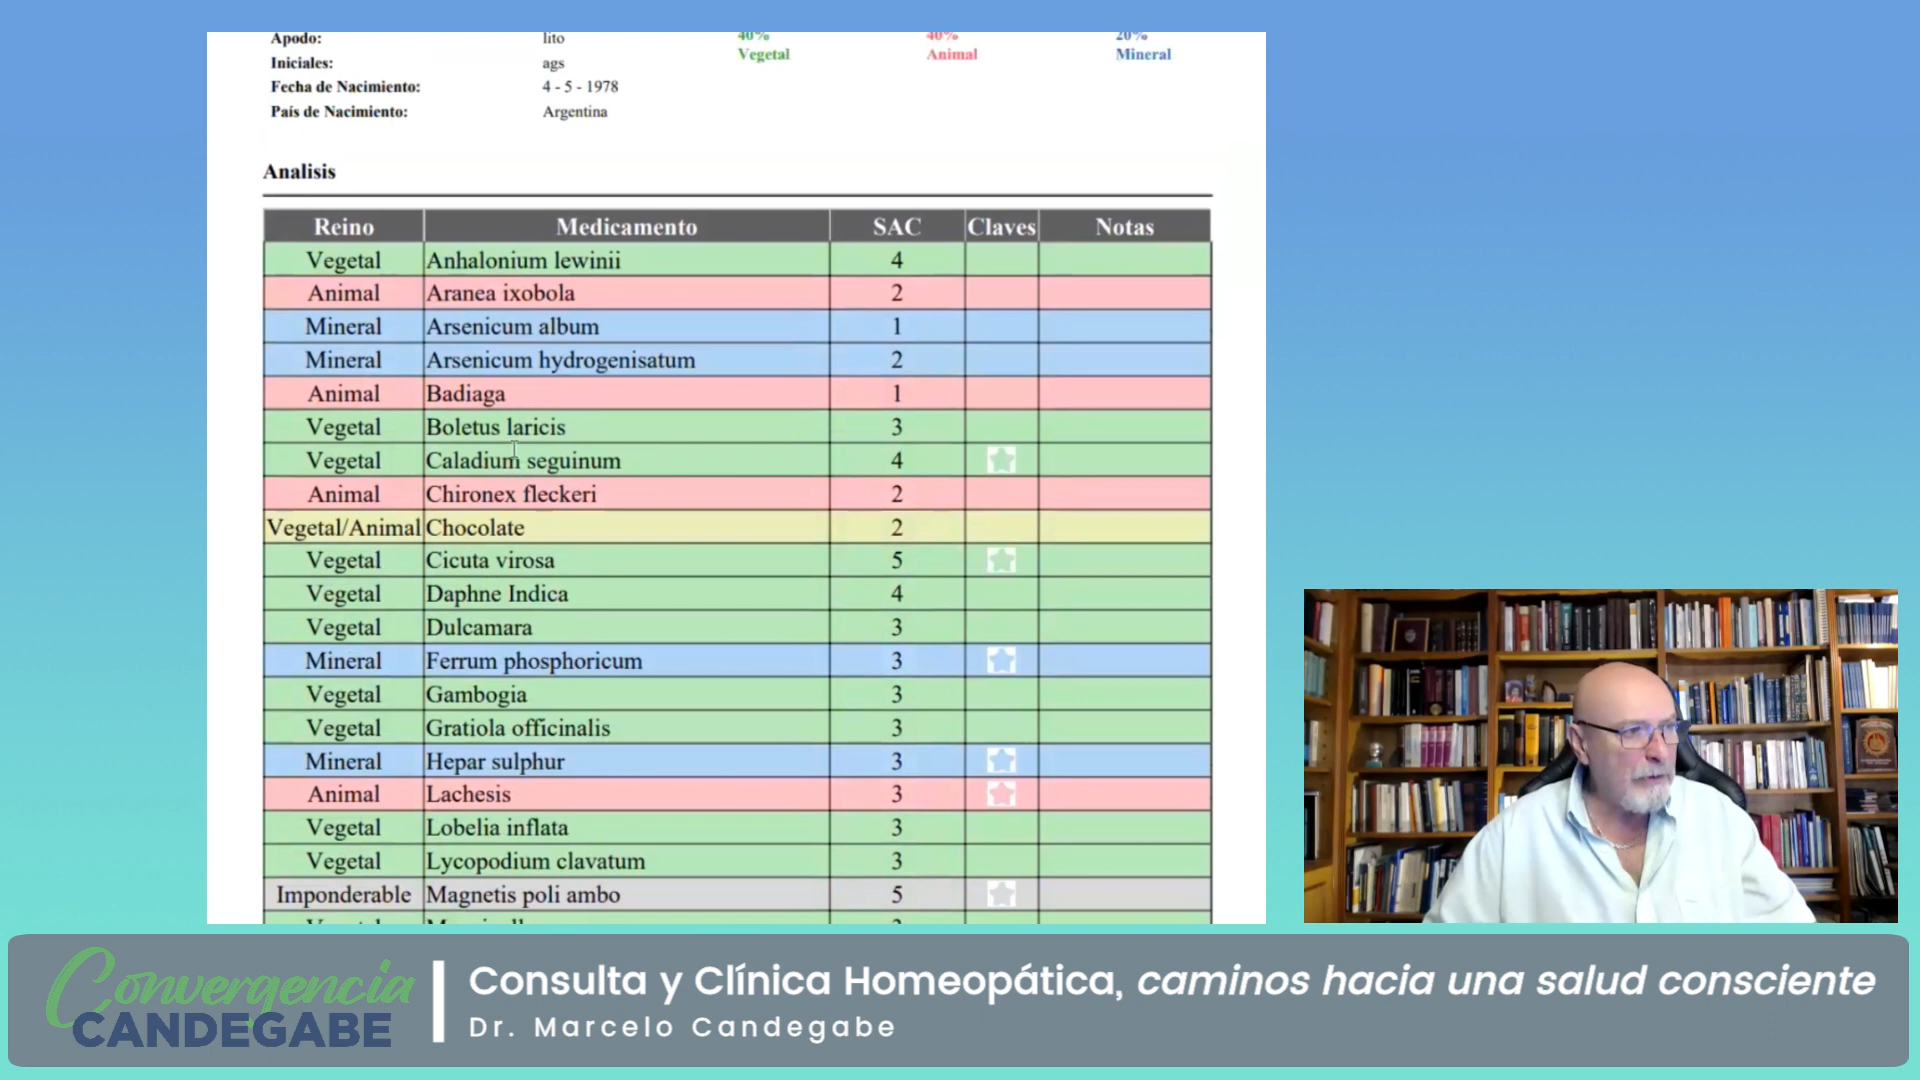 Apodo: lito 40% 40% 20%
Vegetal Animal Mineral
Iniciales: ags
Fecha de Nacimiento: 4 - 5 - 1978
País de Nacimiento: Argentina
Analisis
Reino Medicamento SAC Claves Notas
Vegetal Anhalonium lewinii 4
Animal Aranea ixobola 2
Mineral Arsenicum album 1
Mineral Arsenicum hydrogenisatum 2
Animal Badiaga 1
Vegetal Boletus laricis 3
Vegetal Caladium seguinum 4
Animal Chironex fleckeri 2
Vegetal/Animal Chocolate 2
Vegetal Cicuta virosa 5
Vegetal Daphne Indica 4
Vegetal Dulcamara 3
Mineral Ferrum phosphoricum 3
Vegetal Gambogia 3
Vegetal Gratiola officinalis 3
Mineral Hepar sulphur 3
Animal Lachesis 3
Vegetal Lobelia inflata 3
Vegetal Lycopodium clavatum 3
Imponderable Magnetis poli ambo 5
Convergencia
CANDEGABE
Consulta y Clínica Homeopática, caminos hacia una salud consciente
Dr. Marcelo Candegabe